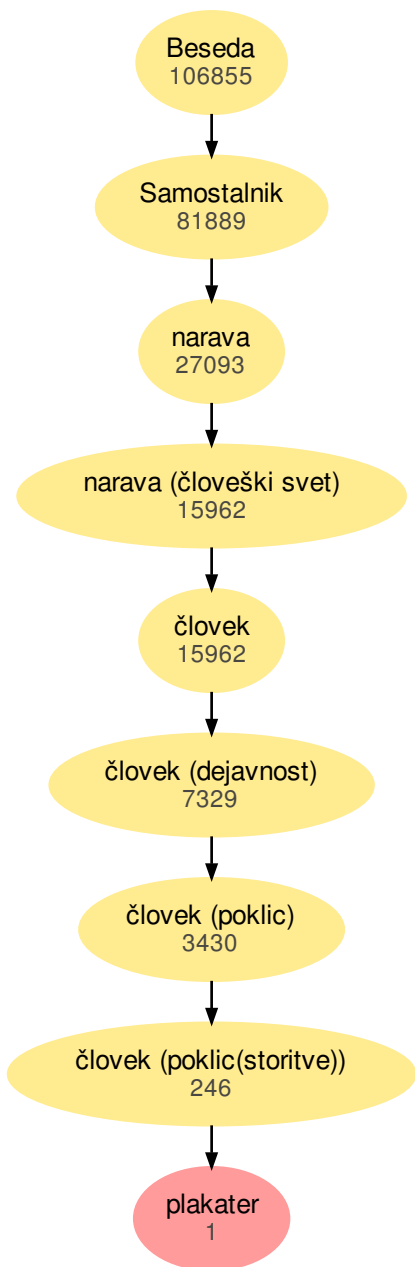 Beseda
106855
Samostalnik
81889
narava
27093
narava (človeški svet)
15962
človek
15962
človek (dejavnost)
7329
človek (poklic)
3430
človek (poklic(storitve))
246
plakater
1